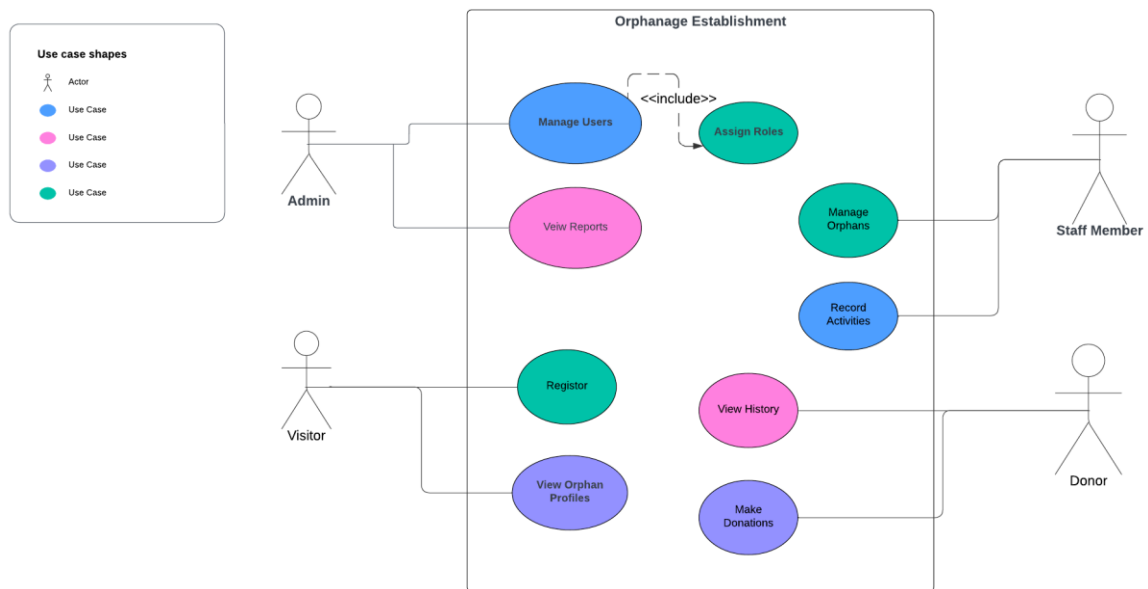 Orphanage Establishment
Use case shapes
Actor
Use Case
Use Case
Use Case
Use Case
<<include>>
Manage Users
Assign Roles
Admin
Veiw Reports
Manage
Orphans
Staff Member
Record
Activities
Registor
Visitor
View History
View Orphan
Profiles
Make
Donations
Donor